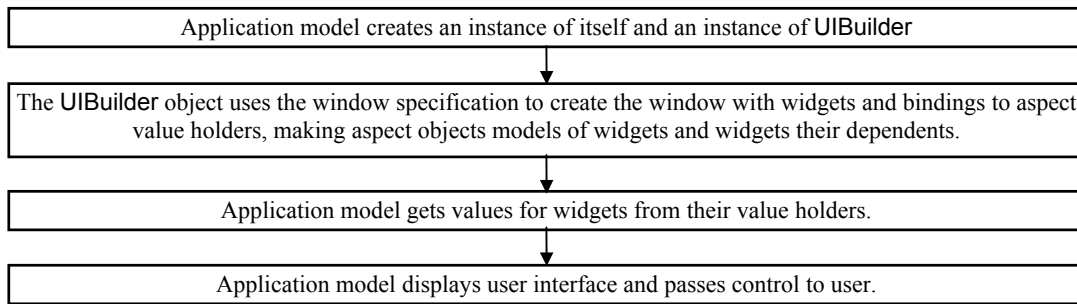 Application model creates an instance of itself and an instance of UIBuilder
The UIBuilder object uses the window specification to create the window with widgets and bindings to aspect
value holders, making aspect objects models of widgets and widgets their dependents.
Application model gets values for widgets from their value holders.
Application model displays user interface and passes control to user.